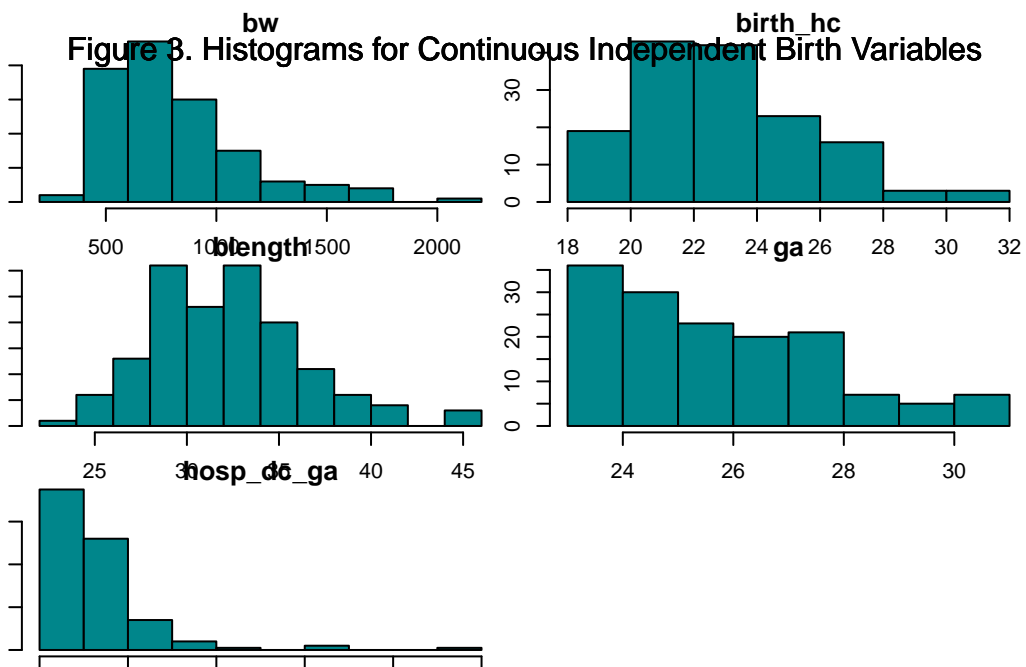 bw
birth_hc
Figure 3. Histograms for Continuous Independent Birth Variables
30
10
0
500 1000 1500 2000
18 20 22 24 26 28 30 32
blength
ga
30
20
10
0
25 30 35 40 45
24 26 28 30
hosp_dc_ga